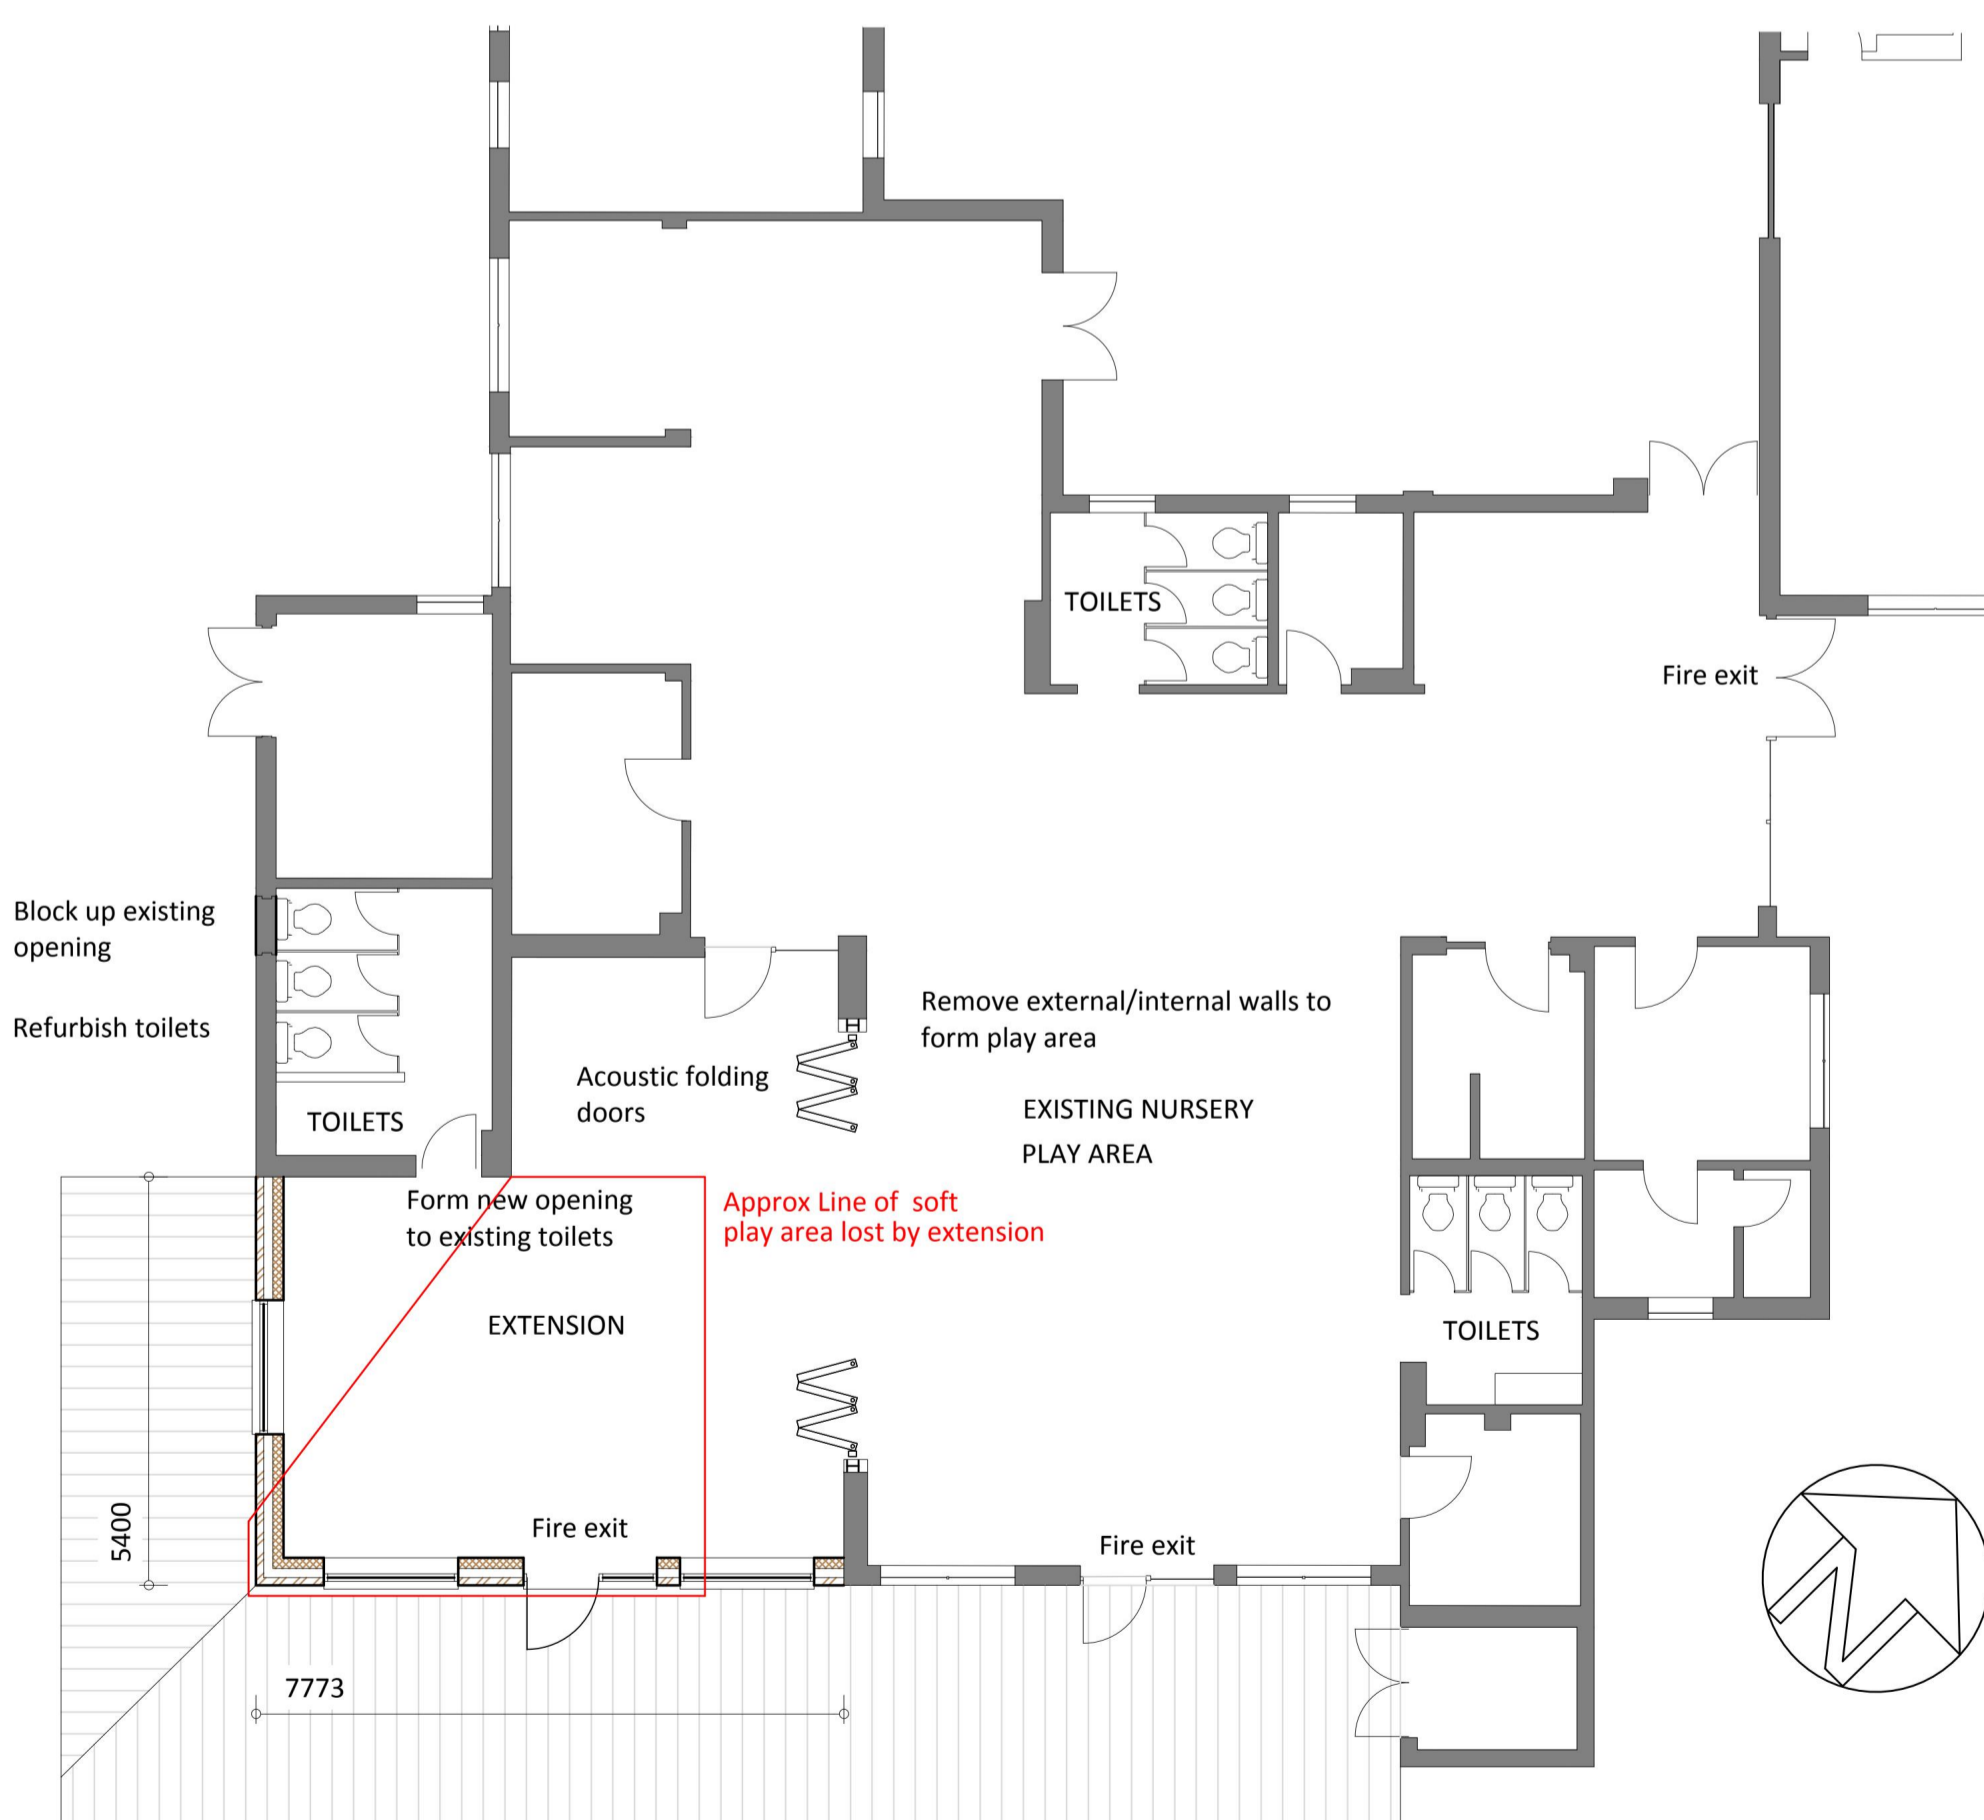 TOILETS
Fire exit
Block up existing
opening
Refurbish toilets
Remove external/internal walls to
form play area
Acoustic folding
doors
EXISTING NURSERY
PLAY AREA
TOILETS
Form new opening
to existing toilets
Approx Line of soft
play area lost by extension
EXTENSION
TOILETS
5400
Fire exit
Fire exit
7773
N